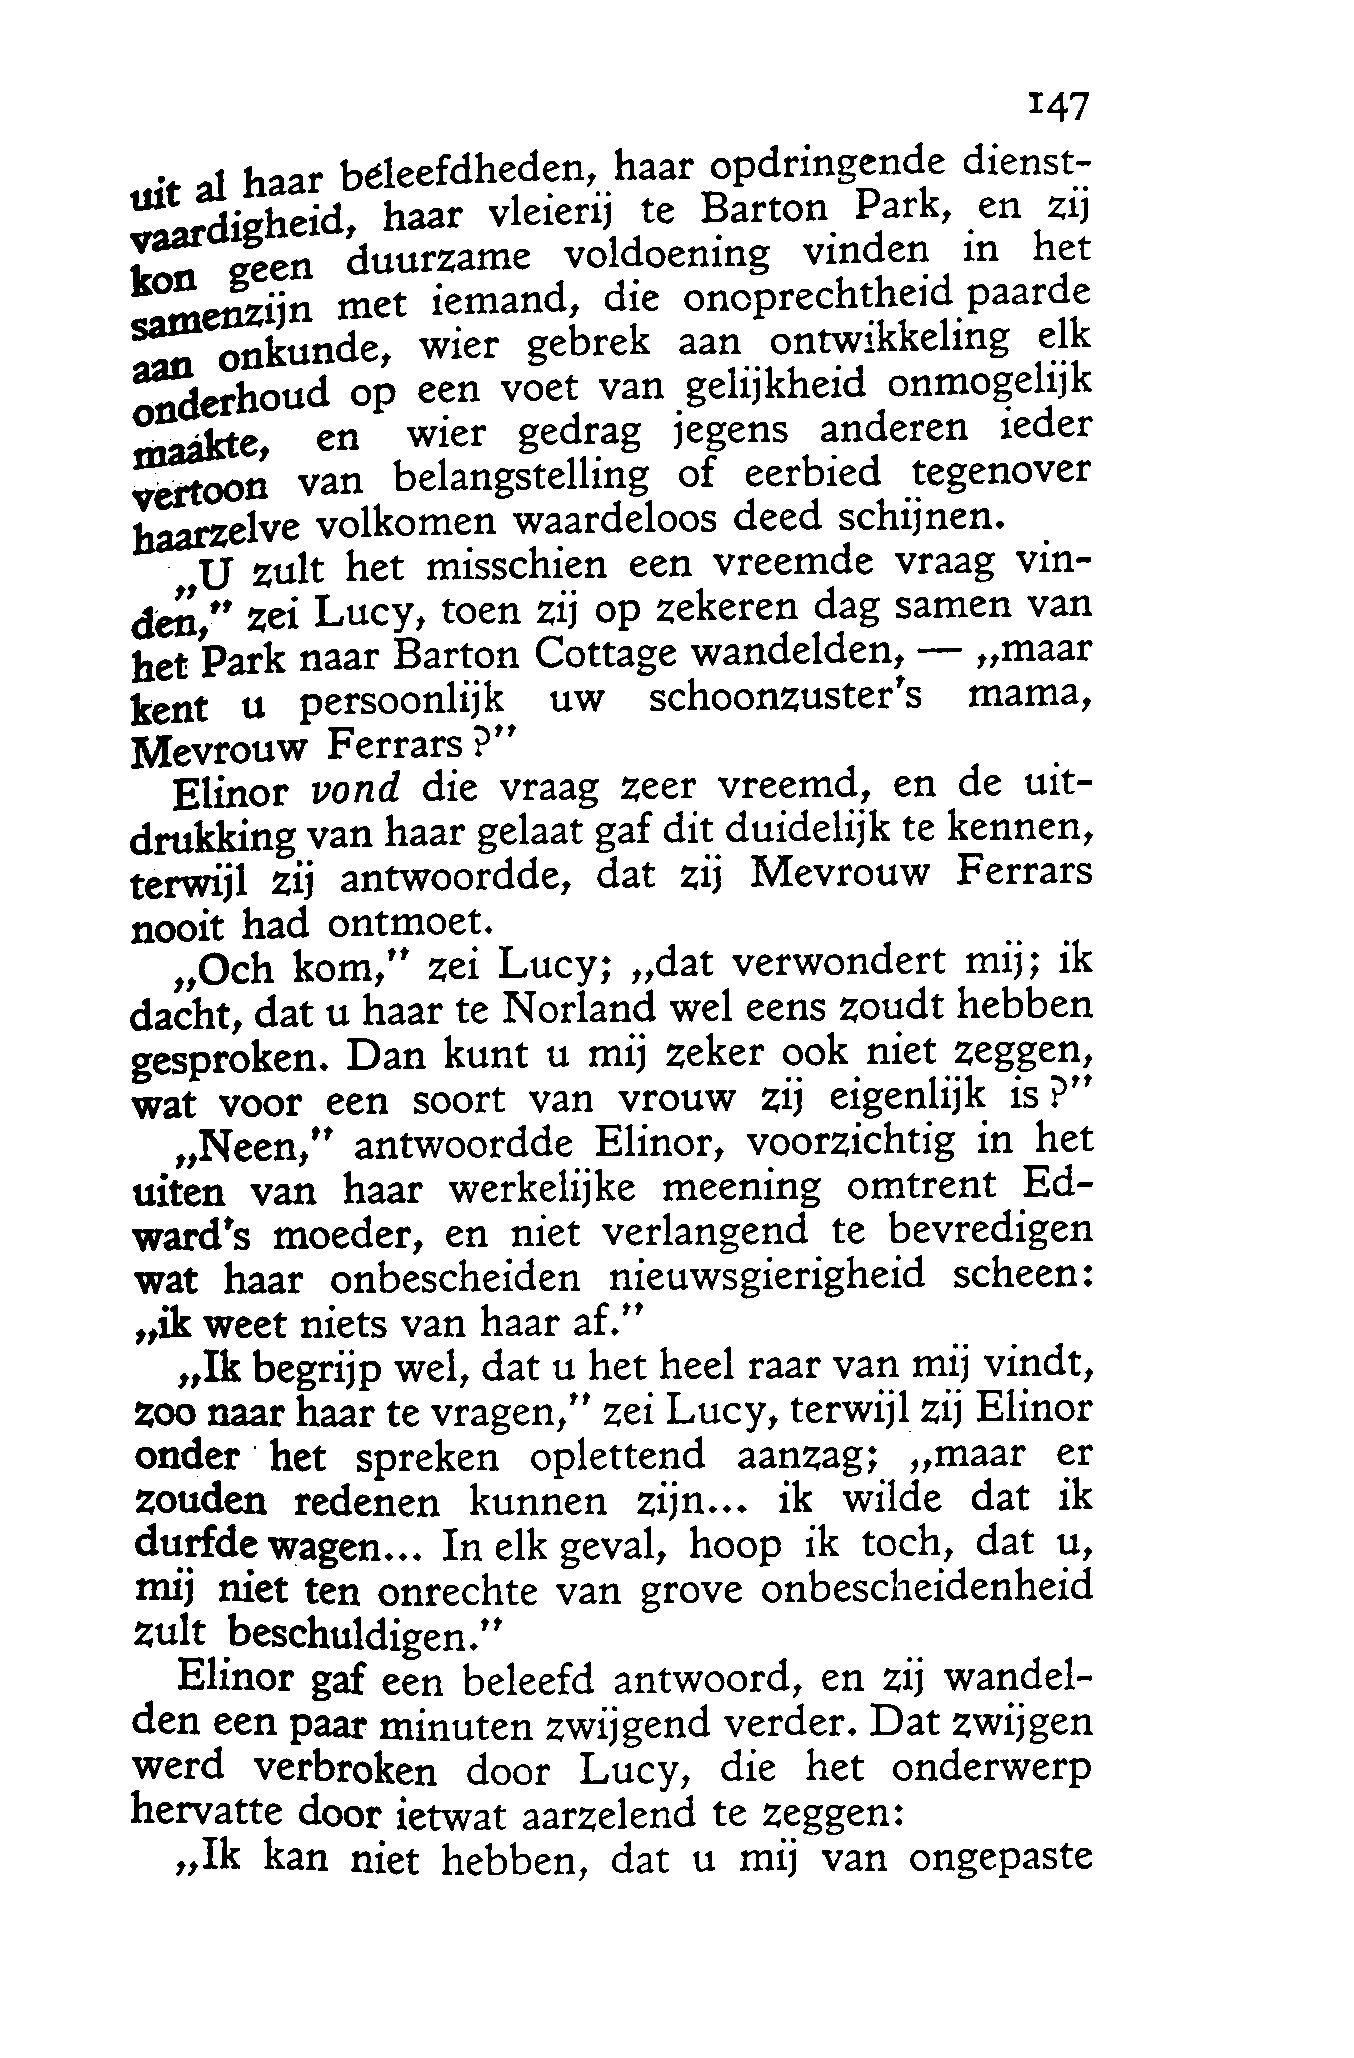 147
uit al haar beleefdheden, haar opdringende dienst-
vaardigheid, haar vleierij te Barton Park, en zij
kon geen duurzame voldoening vinden in het
samenzijn met iemand, die onoprechtheid paarde
aan onkunde, wier gebrek aan ontwikkeling elk
onderhoud op een voet van gelijkheid onmogelijk
maakte, en wier gedrag jegens anderen ieder
vertoon van belangstelling of eerbied tegenover
haarzelve volkomen waardeloos deed schijnen.
„U zult het misschien een vreemde vraag vin-
den,” zei Lucy, toen zij op zekeren dag samen van
het Park naar Barton Cottage wandelden, — „maar
kent u persoonlijk uw schoonzuster's mama,
Mevrouw Ferrars?”
Elinor vond die vraag zeer vreemd, en de uit-
drukking van haar gelaat gaf dit duidelijk te kennen,
terwijl zij antwoordde, dat zij Mevrouw Ferrars
nooit had ontmoet.
„Och kom,” zei Lucy; „dat verwondert mij; ik
dacht, dat u haar te Norland wel eens zoudt hebben
gesproken. Dan kunt u mij zeker ook niet zeggen,
wat voor een soort van vrouw zij eigenlijk is?”
„Neen,” antwoordde Elinor, voorzichtig in het
uiten van haar werkelijke meening omtrent Ed-
ward's moeder, en niet verlangend te bevredigen
wat haar onbescheiden nieuwsgierigheid scheen:
„ik weet niets van haar af.”
„Ik begrijp wel, dat u het heel raar van mij vindt,
zoo naar haar te vragen,” zei Lucy, terwijl zij Elinor
onder het spreken oplettend aanzag; „maar er
zouden redenen kunnen zijn... ik wilde dat ik
durfde wagen... In elk geval, hoop ik toch, dat u,
mij niet ten onrechte van grove onbescheidenheid
zult beschuldigen.”
Elinor gaf een beleefd antwoord, en zij wandel-
den een paar minuten zwijgend verder. Dat zwijgen
werd verbroken door Lucy, die het onderwerp
hervatte door ietwat aarzelend te zeggen:
„Ik kan niet hebben, dat u mij van ongepaste